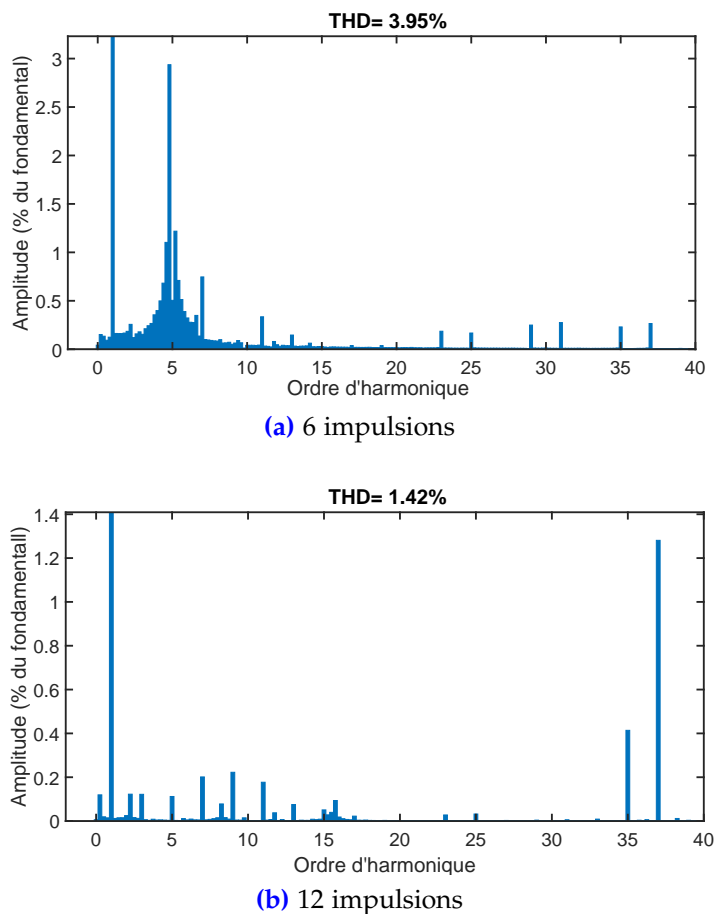 THD= 3.95%
Amplitude (% du fondamental)
3
2.5
2
1.5
1
0.5
0
0 5 10 15 20 25 30 35 40
Ordre d'harmonique
(a) 6 impulsions
THD= 1.42%
Amplitude (% du fondamentall)
1.4
1.2
1
0.8
0.6
0.4
0.2
0
0 5 10 15 20 25 30 35 40
Ordre d'harmonique
(b) 12 impulsions